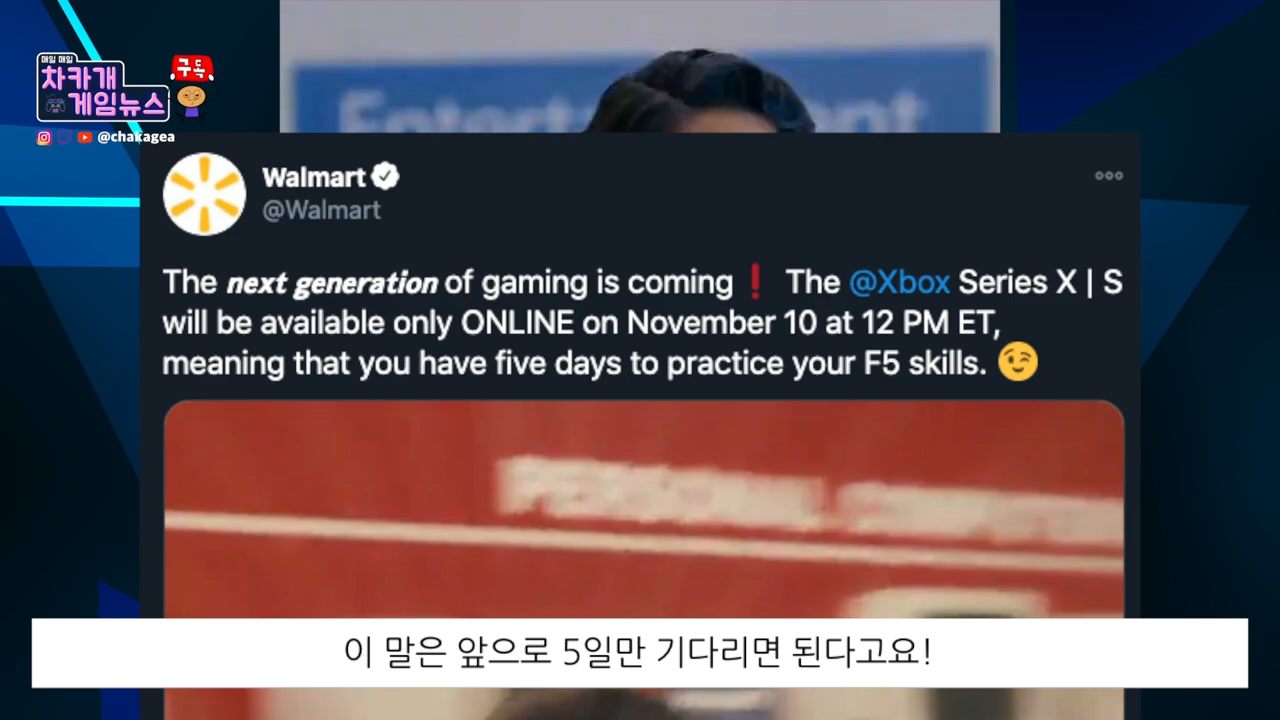 매일 매일
차카개
게임뉴스
구독
@chakagea
Walmart
@Walmart
The next generation of gaming is coming❗ The @Xbox Series X | S
will be available only ONLINE on November 10 at 12 PM ET,
meaning that you have five days to practice your F5 skills. 😉
PERSONAL
이 말은 앞으로 5일만 기다리면 된다고요!